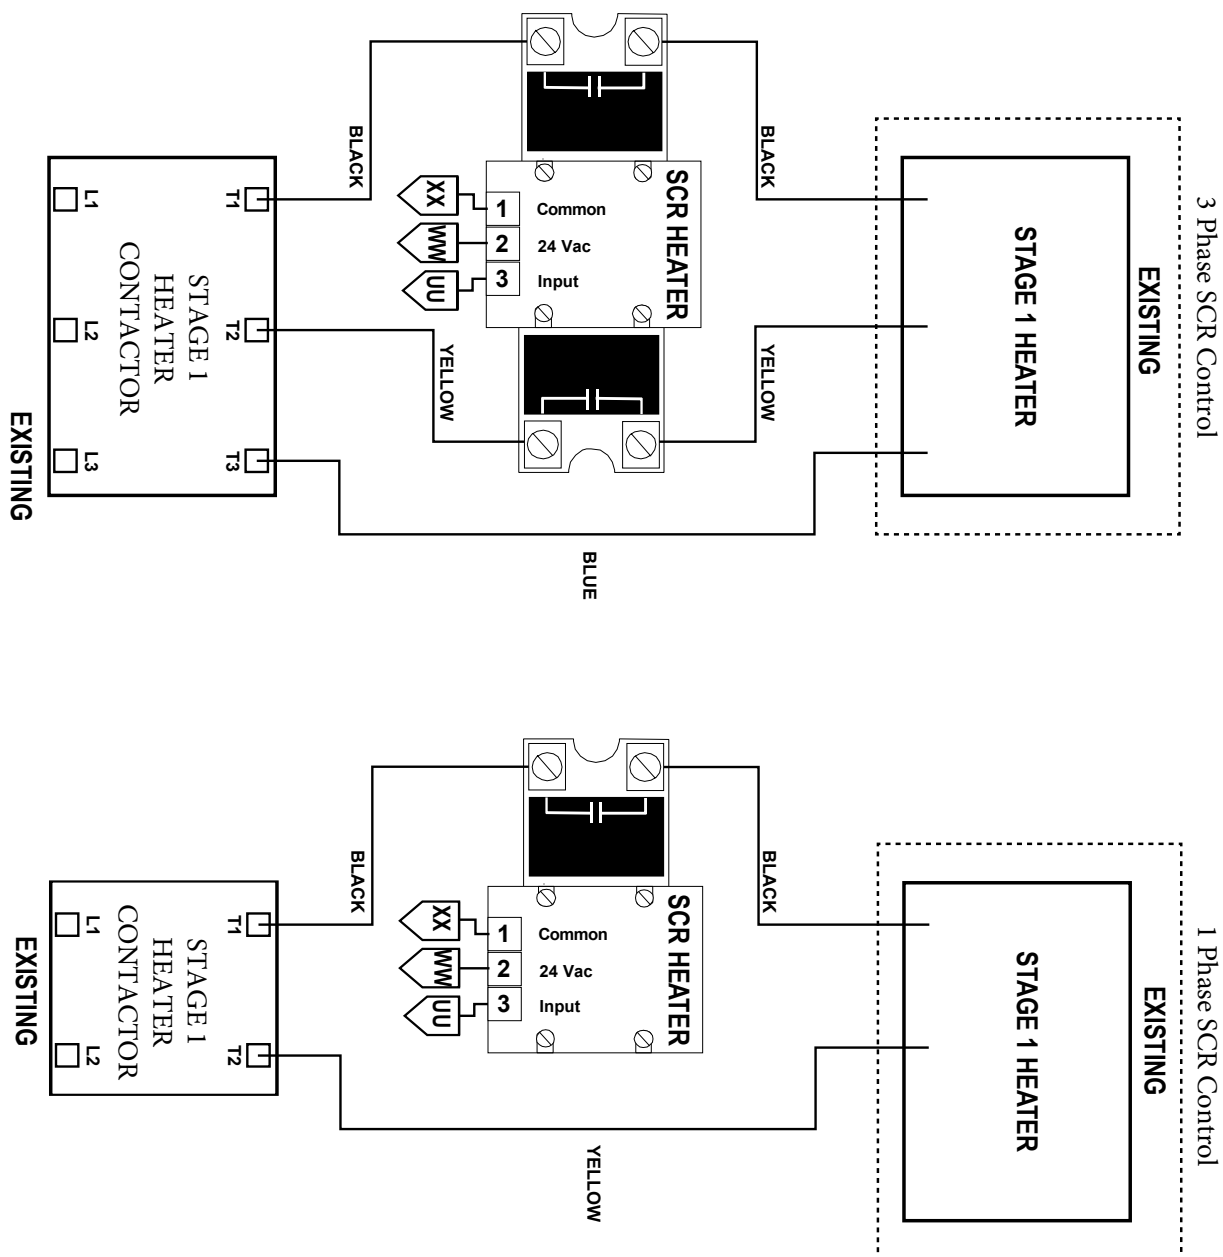 3 Phase SCR Control
EXISTING
STAGE 1 HEATER
BLACK
BLACK
SCR HEATER
XX
1
Common
WW
2
24 Vac
UU
3
Input
YELLOW
YELLOW
T1
T2
T3
STAGE 1
HEATER
CONTACTOR
L1
L2
L3
EXISTING
BLUE
1 Phase SCR Control
EXISTING
STAGE 1 HEATER
BLACK
BLACK
SCR HEATER
XX
1
Common
WW
2
24 Vac
UU
3
Input
T1
T2
STAGE 1
HEATER
CONTACTOR
L1
L2
EXISTING
YELLOW